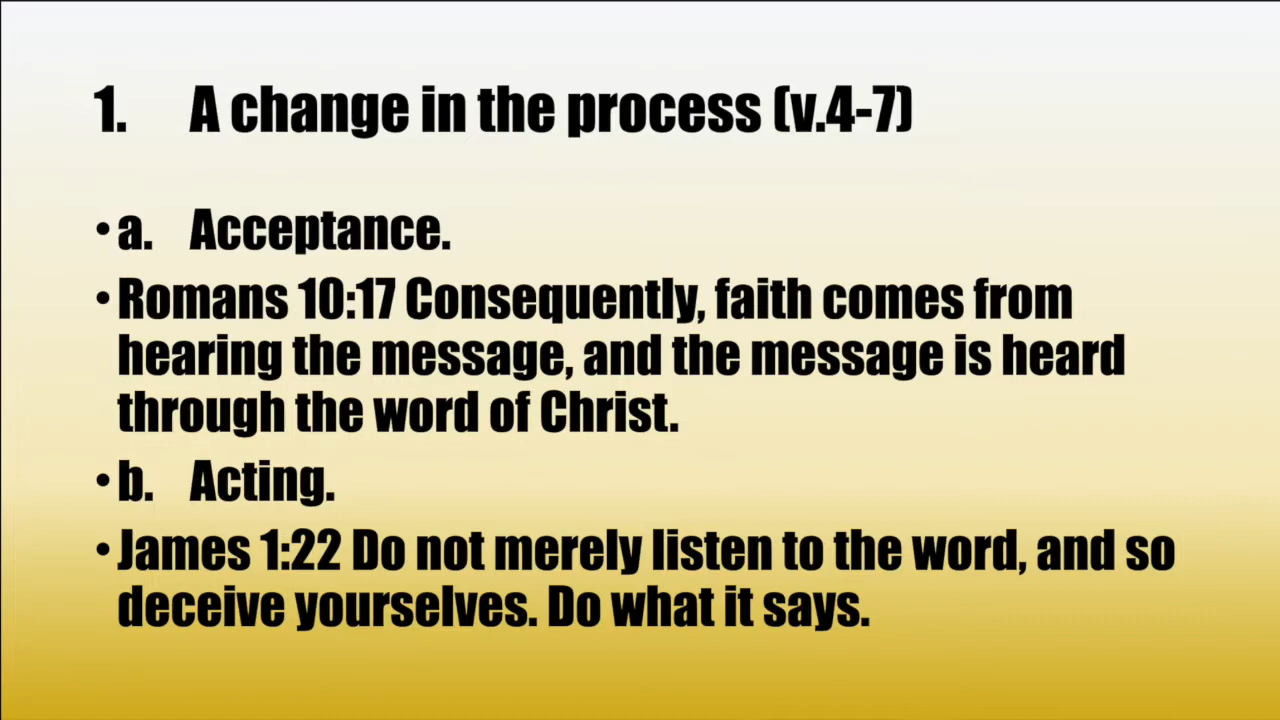 1. A change in the process (v.4-7)
• a. Acceptance.
• Romans 10:17 Consequently, faith comes from
hearing the message, and the message is heard
through the word of Christ.
• b. Acting.
• James 1:22 Do not merely listen to the word, and so
deceive yourselves. Do what it says.